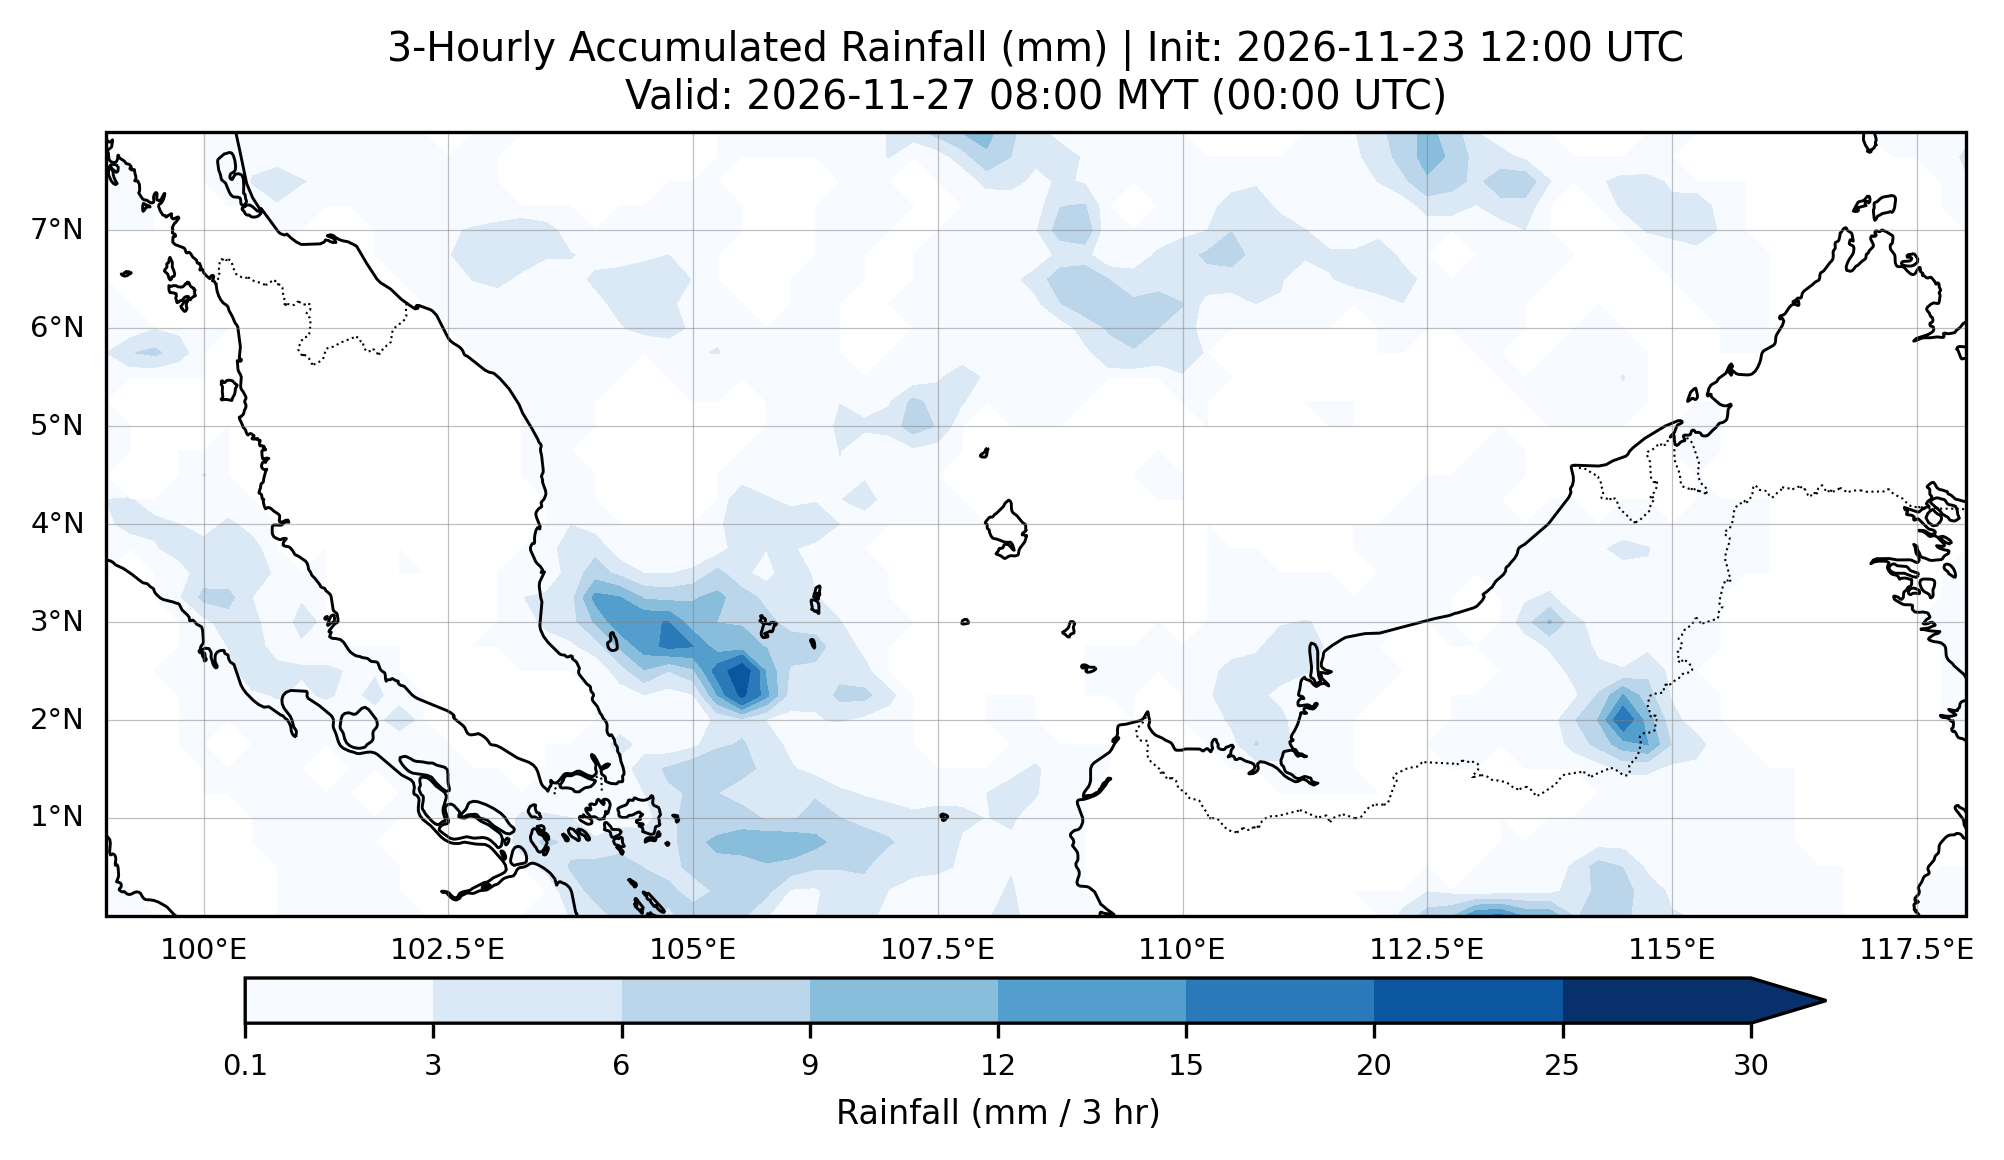 3-Hourly Accumulated Rainfall (mm) | Init: 2026-11-23 12:00 UTC
Valid: 2026-11-27 08:00 MYT (00:00 UTC)
7°N
6°N
5°N
4°N
3°N
2°N
1°N
100°E 102.5°E 105°E 107.5°E 110°E 112.5°E 115°E 117.5°E
0.1 3 6 9 12 15 20 25 30
Rainfall (mm / 3 hr)